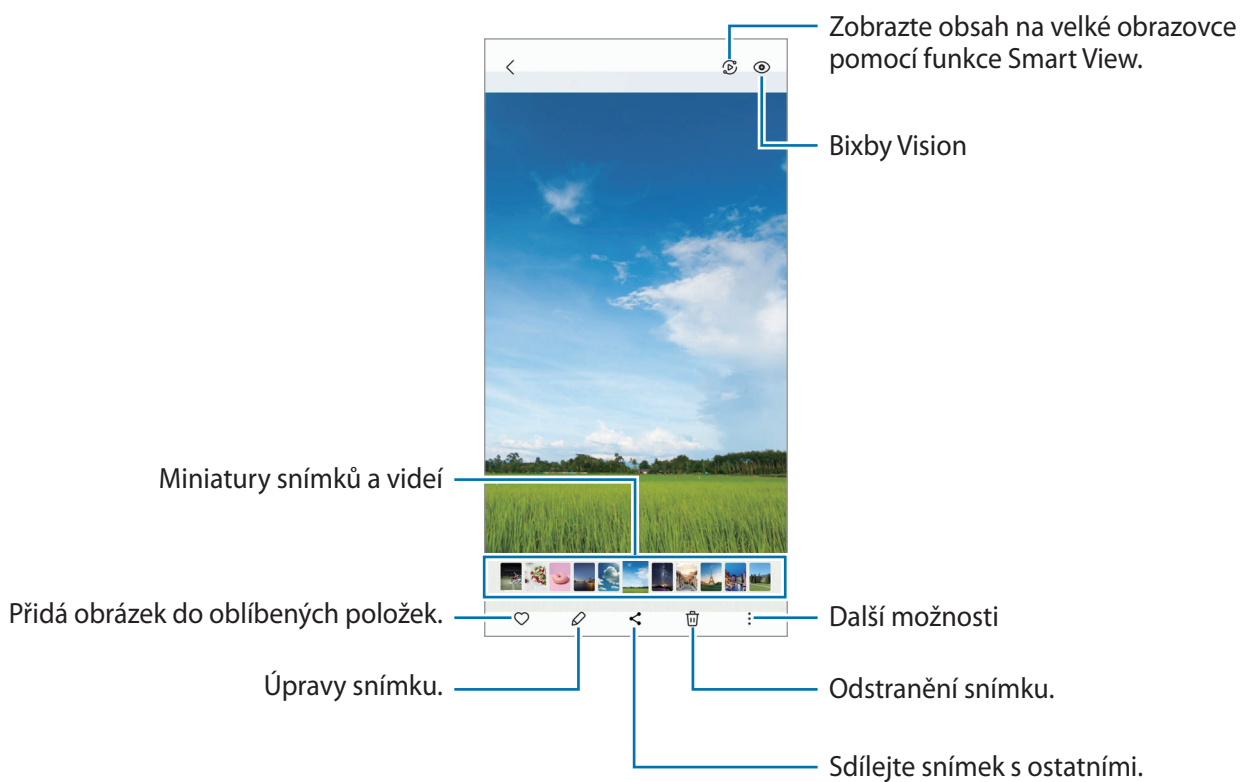 Zobrazte obsah na velké obrazovce
pomocí funkce Smart View.
Bixby Vision
Miniatury snímků a videí
Přidá obrázek do oblíbených položek.
Další možnosti
Úpravy snímku.
Odstranění snímku.
Sdílejte snímek s ostatními.